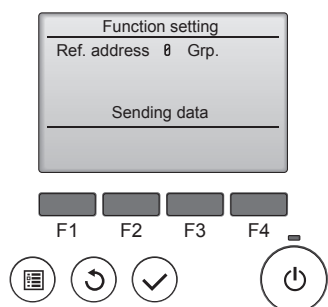 Function setting
Ref. address 0 Grp.
Sending data
F1 F2 F3 F4